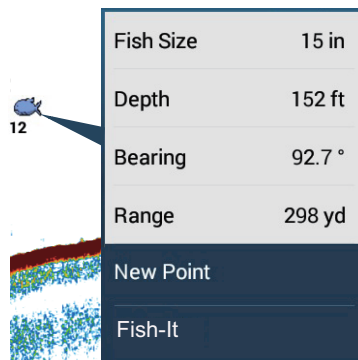 Fish Size 15 in
12
Depth 152 ft
Bearing 92.7 °
Range 298 yd
New Point
Fish-It